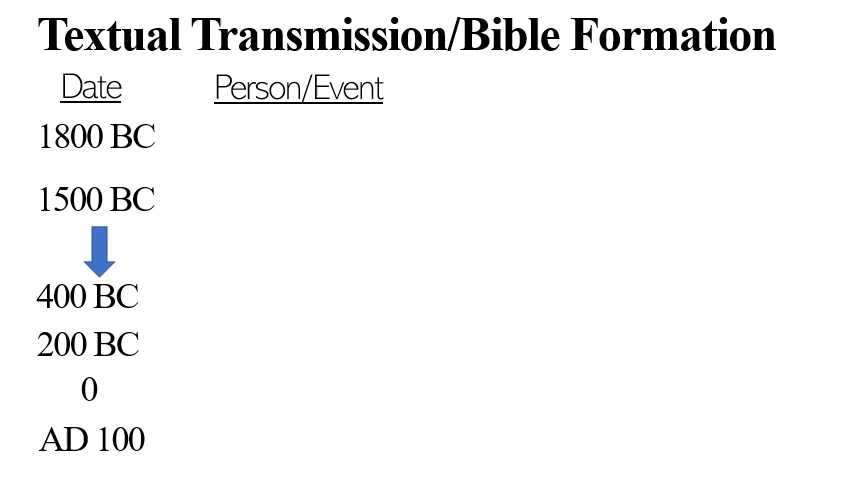 Textual Transmission/Bible Formation
Date Person/Event
1800 BC
1500 BC
400 BC
200 BC
0
AD 100